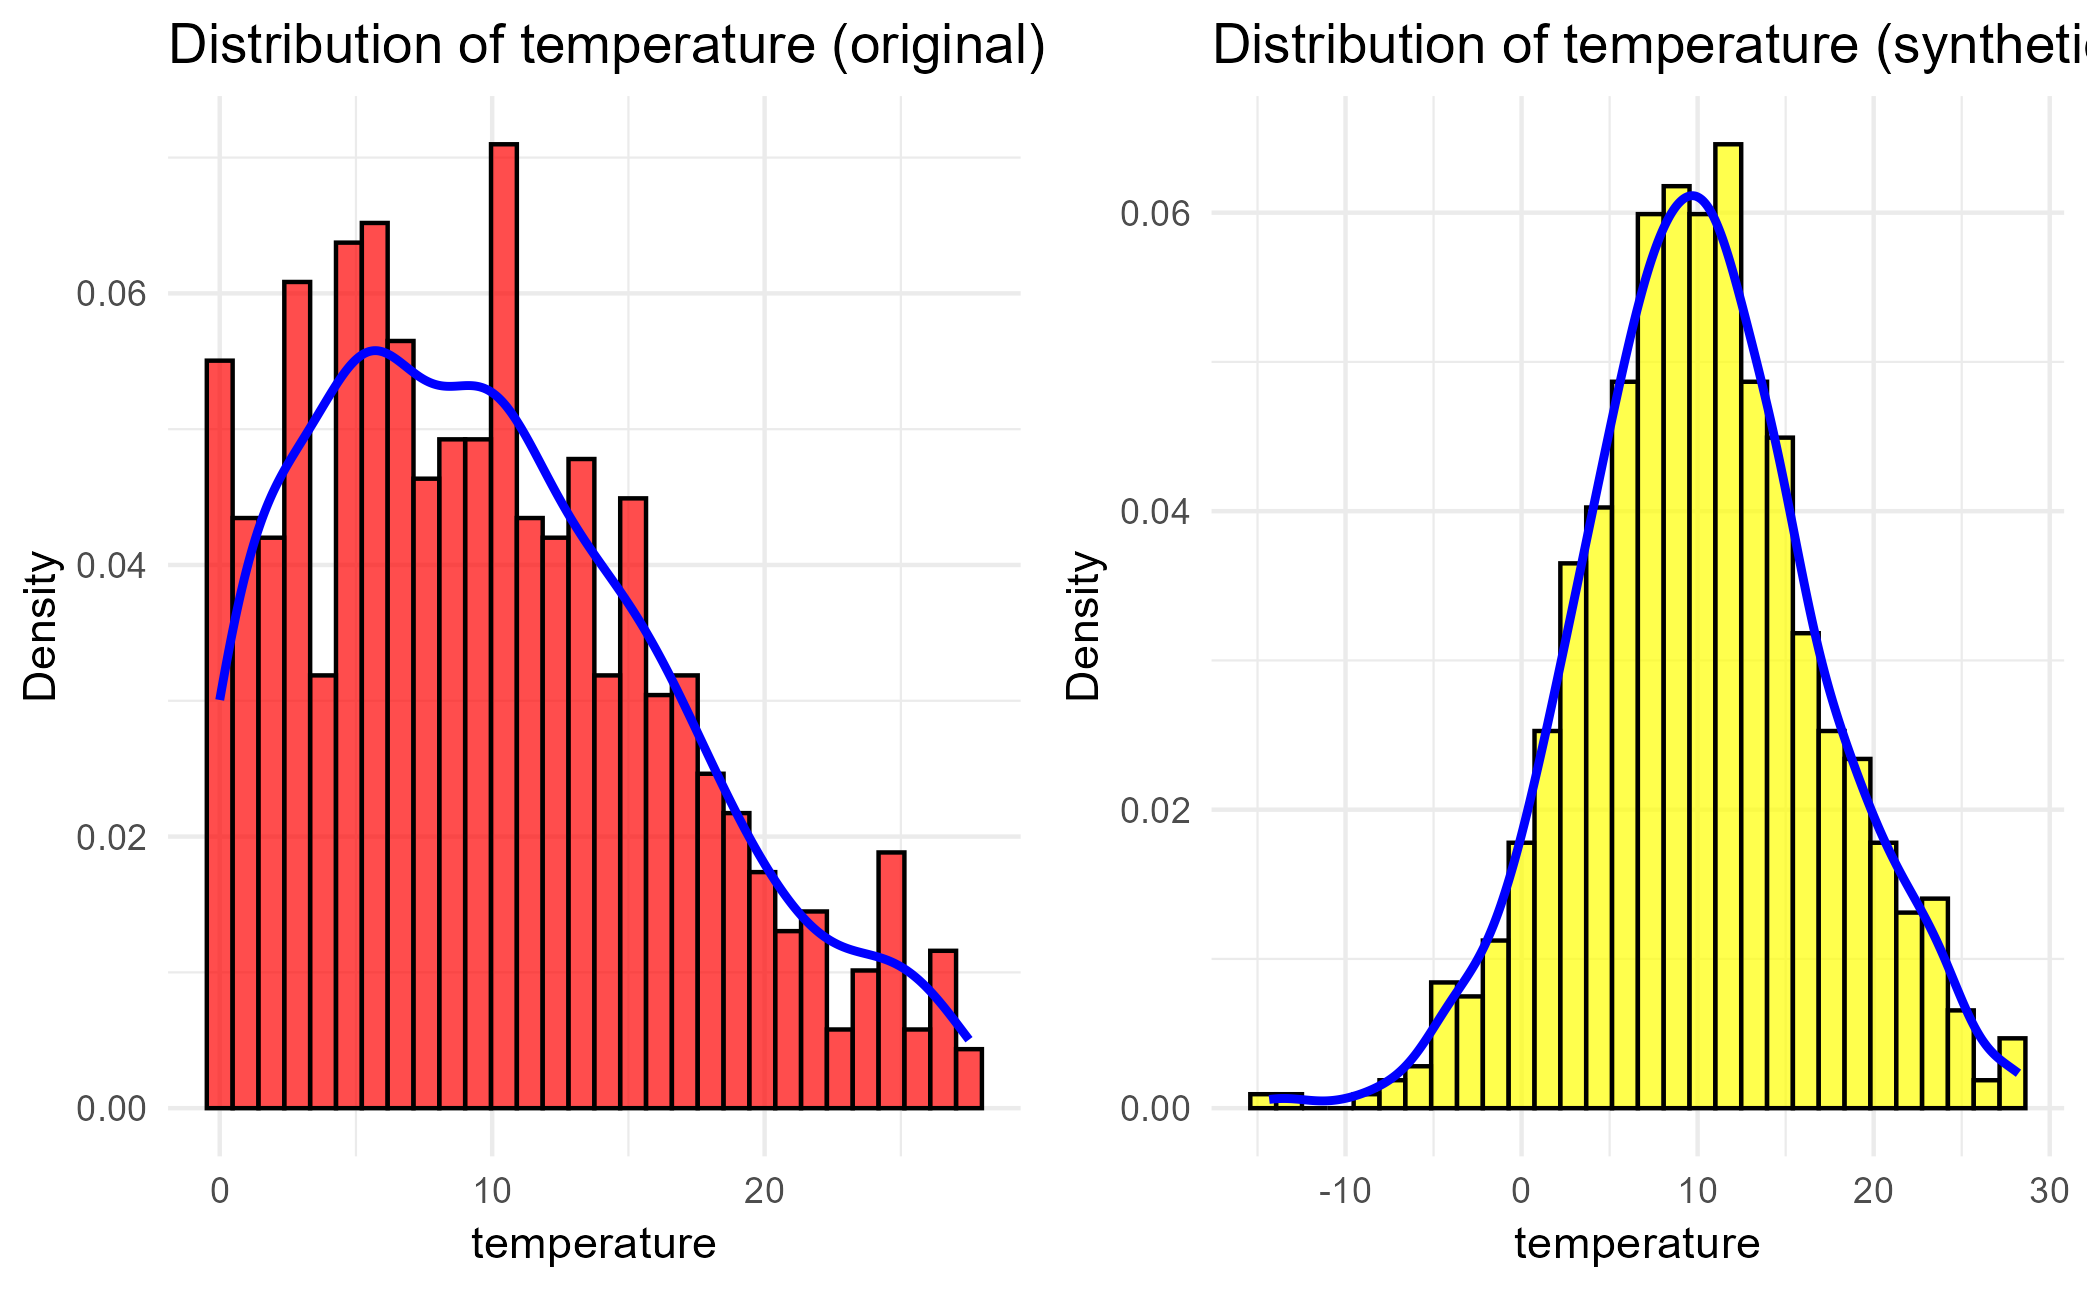 Distribution of temperature (original)
Density
0.06
0.04
0.02
0.00
0 10 20
temperature
Distribution of temperature (syntheti
Density
0.06
0.04
0.02
0.00
-10 0 10 20 30
temperature